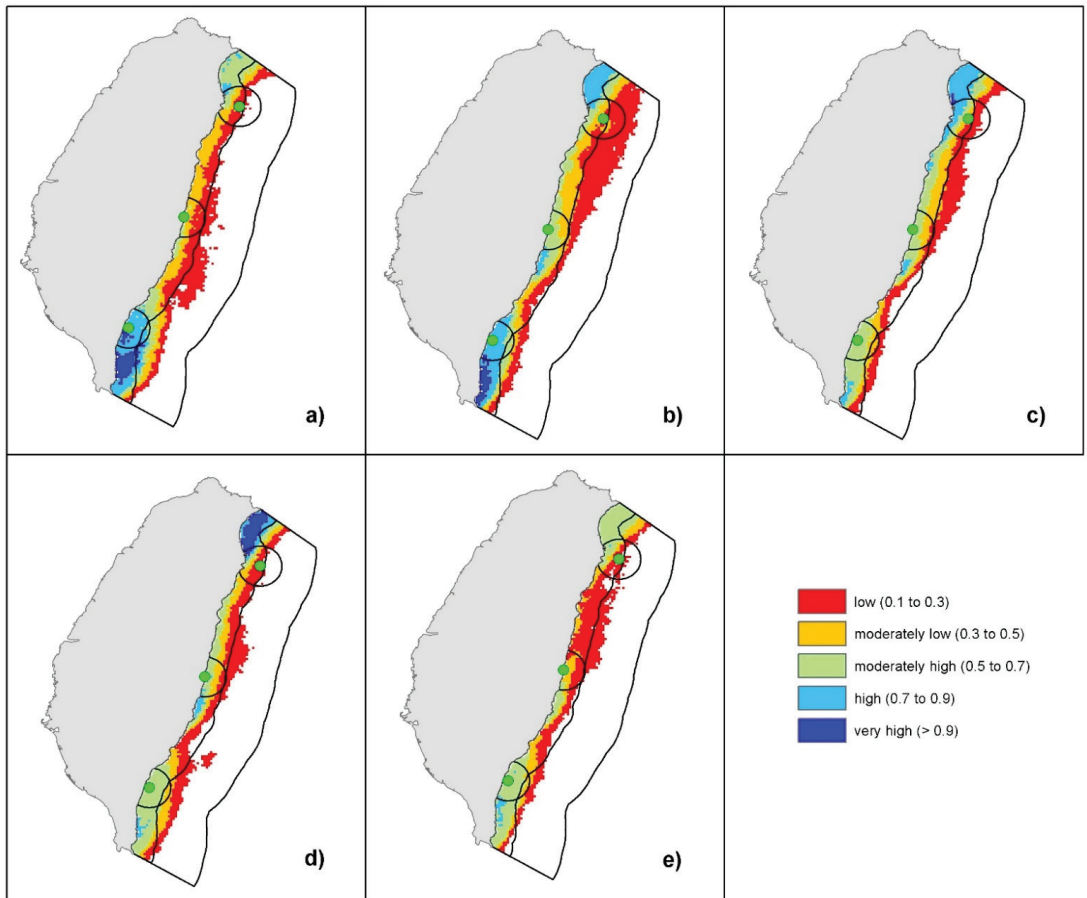 a)
b)
c)
d)
e)
low (0.1 to 0.3)
moderately low (0.3 to 0.5)
moderately high (0.5 to 0.7)
high (0.7 to 0.9)
very high (> 0.9)